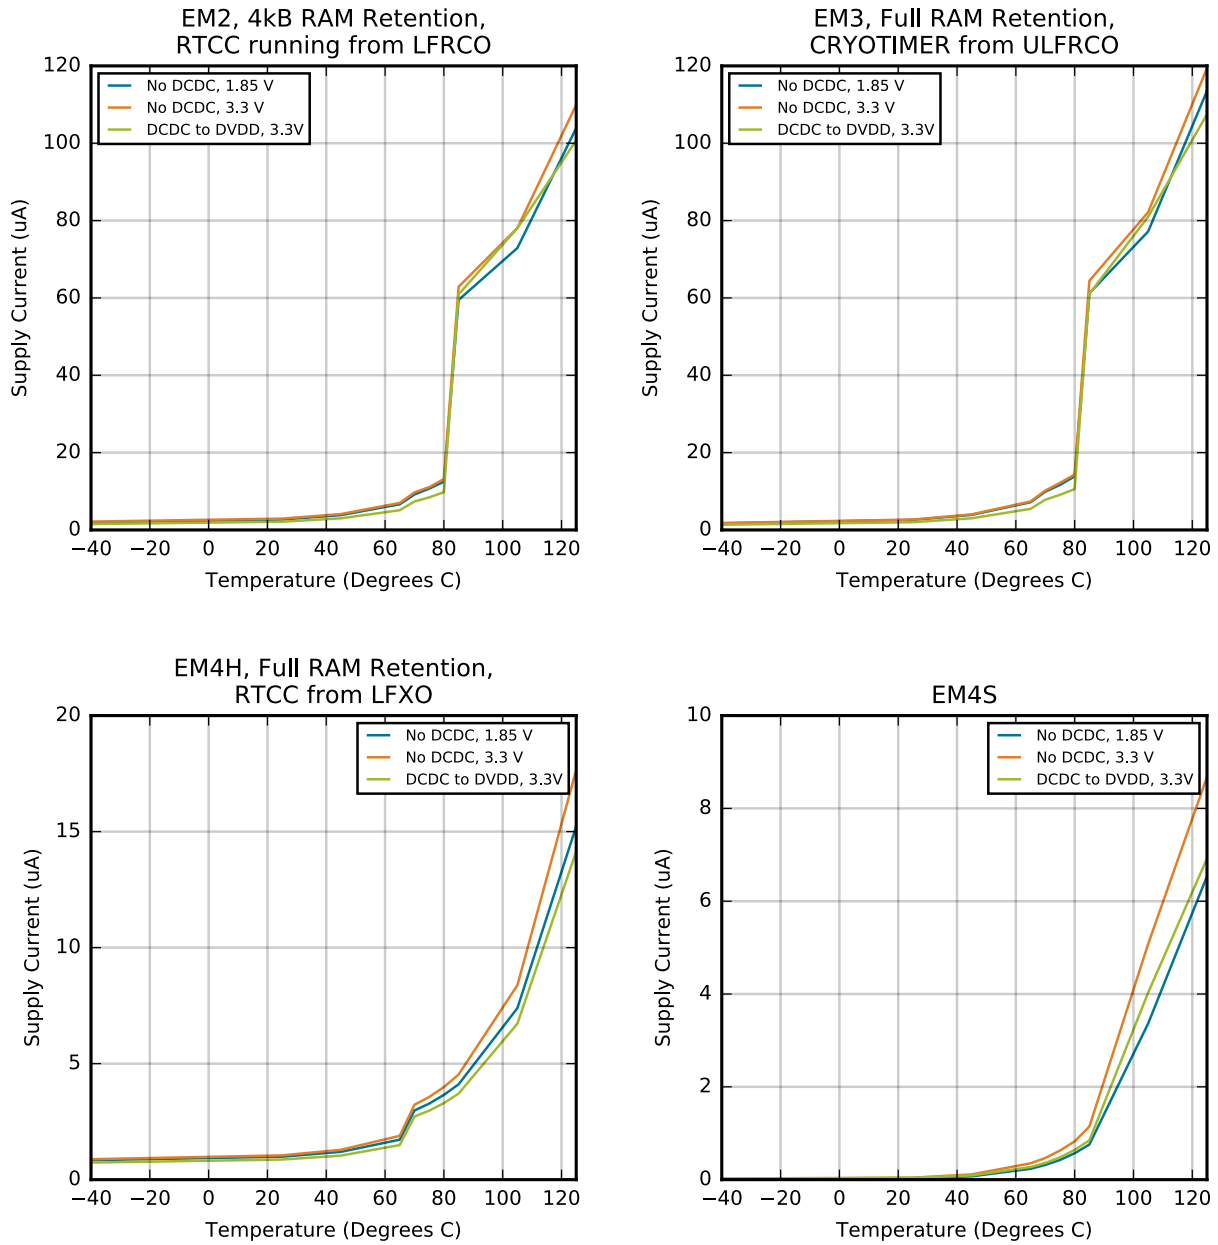 EM2, 4kB RAM Retention,
RTCC running from LFRCO
120
100
80
60
40
20
0
Supply Current (uA)
No DCDC, 1.85 V
No DCDC, 3.3 V
DCDC to DVDD, 3.3V
−40 −20 0 20 40 60 80 100 120
Temperature (Degrees C)
EM3, Full RAM Retention,
CRYOTIMER from ULFRCO
120
100
80
60
40
20
0
Supply Current (uA)
No DCDC, 1.85 V
No DCDC, 3.3 V
DCDC to DVDD, 3.3V
−40 −20 0 20 40 60 80 100 120
Temperature (Degrees C)
EM4H, Full RAM Retention,
RTCC from LFXO
20
15
10
5
0
Supply Current (uA)
No DCDC, 1.85 V
No DCDC, 3.3 V
DCDC to DVDD, 3.3V
−40 −20 0 20 40 60 80 100 120
Temperature (Degrees C)
EM4S
10
8
6
4
2
0
Supply Current (uA)
No DCDC, 1.85 V
No DCDC, 3.3 V
DCDC to DVDD, 3.3V
−40 −20 0 20 40 60 80 100 120
Temperature (Degrees C)